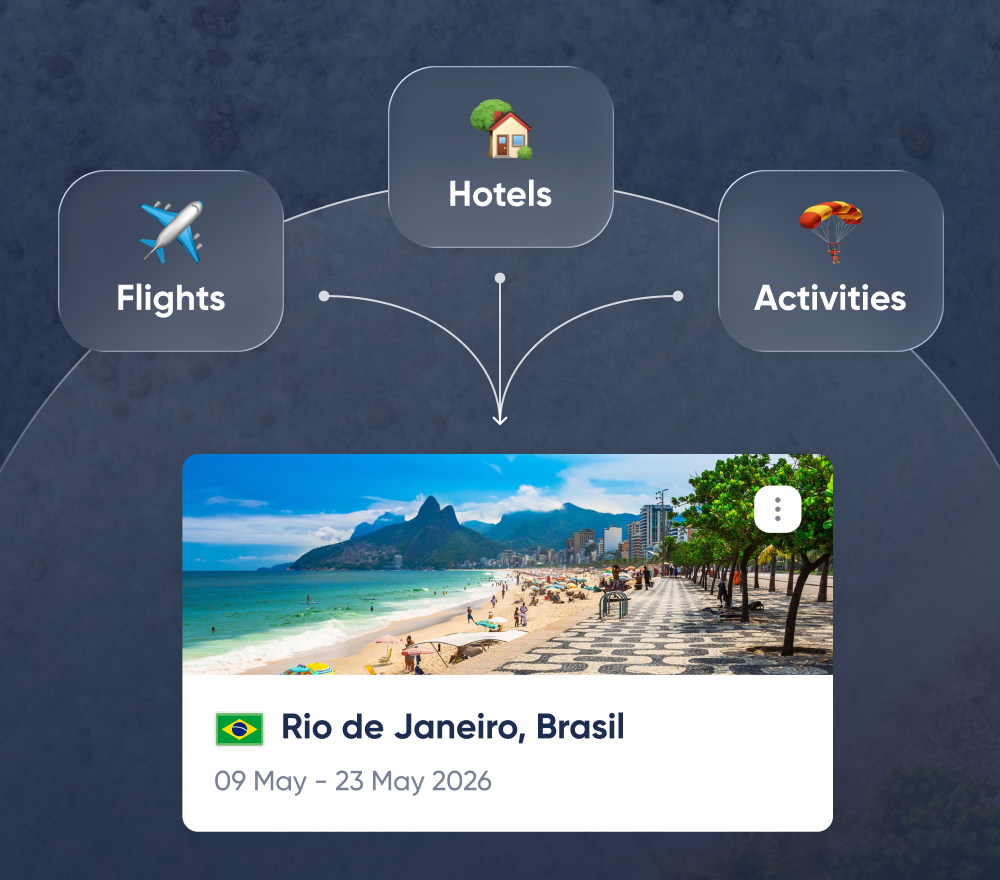 Hotels
Flights
Activities
Rio de Janeiro, Brasil
09 May - 23 May 2026